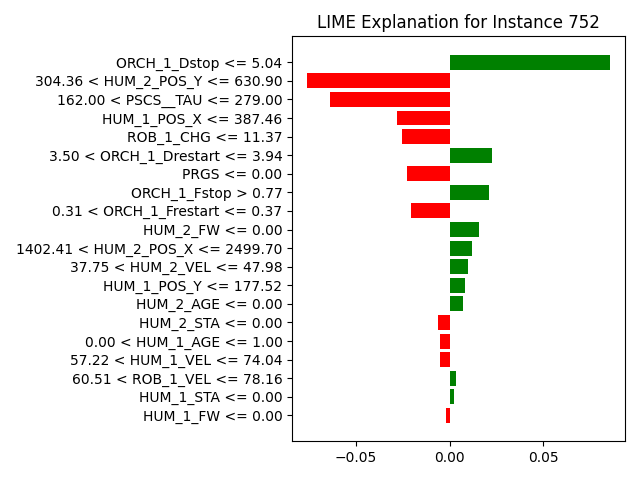 LIME Explanation for Instance 752
ORCH_1_Dstop <= 5.04
304.36 < HUM_2_POS_Y <= 630.90
162.00 < PSCS__TAU <= 279.00
HUM_1_POS_X <= 387.46
ROB_1_CHG <= 11.37
3.50 < ORCH_1_Drestart <= 3.94
PRGS <= 0.00
ORCH_1_Fstop > 0.77
0.31 < ORCH_1_Frestart <= 0.37
HUM_2_FW <= 0.00
1402.41 < HUM_2_POS_X <= 2499.70
37.75 < HUM_2_VEL <= 47.98
HUM_1_POS_Y <= 177.52
HUM_2_AGE <= 0.00
HUM_2_STA <= 0.00
0.00 < HUM_1_AGE <= 1.00
57.22 < HUM_1_VEL <= 74.04
60.51 < ROB_1_VEL <= 78.16
HUM_1_STA <= 0.00
HUM_1_FW <= 0.00
−0.05 0.00 0.05